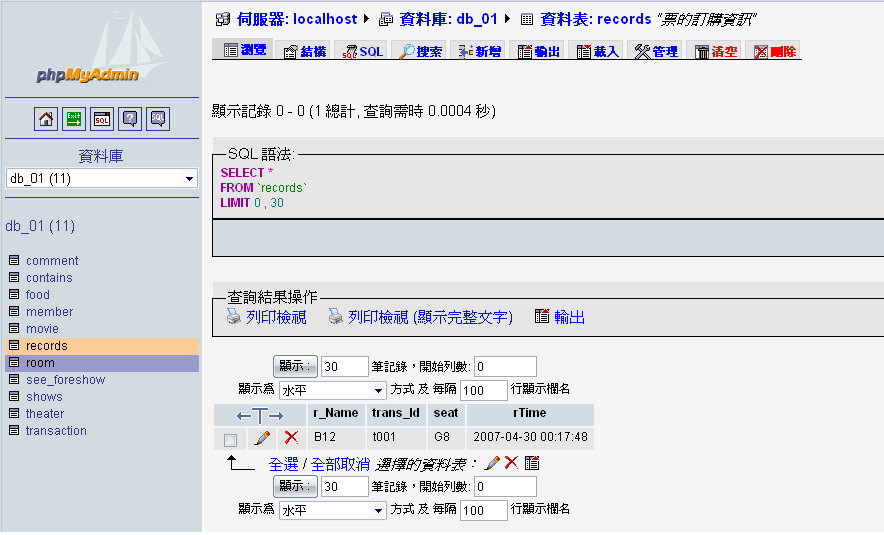 伺服器: localhost 資料庫: db_01 資料表: records "票的訂購資訊"
瀏覽 結構 SQL 搜索 新增 輸出 載入 管理 清空 刪除
phpMyAdmin
Exit SQL ? SQL
資料庫
db_01 (11)
db_01 (11)
comment
contains
food
member
movie
records
room
see_foreshow
shows
theater
transaction
顯示記錄 0 - 0 (1 總計, 查詢需時 0.0004 秒)
SQL 語法:
SELECT *
FROM `records`
LIMIT 0 , 30
查詢結果操作
列印檢視 列印檢視 (顯示完整文字) 輸出
顯示 : 30 筆記錄，開始列數: 0
顯示為 水平 方式 及 每隔 100 行顯示欄名
←T→ r_Name trans_Id seat rTime
B12 t001 G8 2007-04-30 00:17:48
全選 / 全部取消 選擇的資料表：
顯示 : 30 筆記錄，開始列數: 0
顯示為 水平 方式 及 每隔 100 行顯示欄名